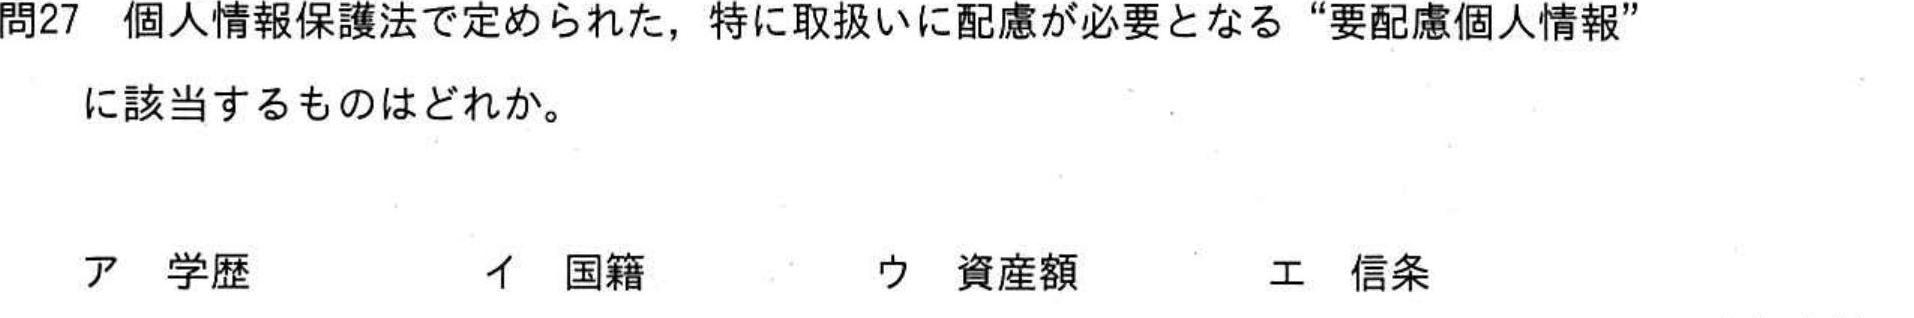 問27　個人情報保護法で定められた，特に取扱いに配慮が必要となる“要配慮個人情報”
に該当するものはどれか。
ア　学歴　イ　国籍　ウ　資産額　エ　信条